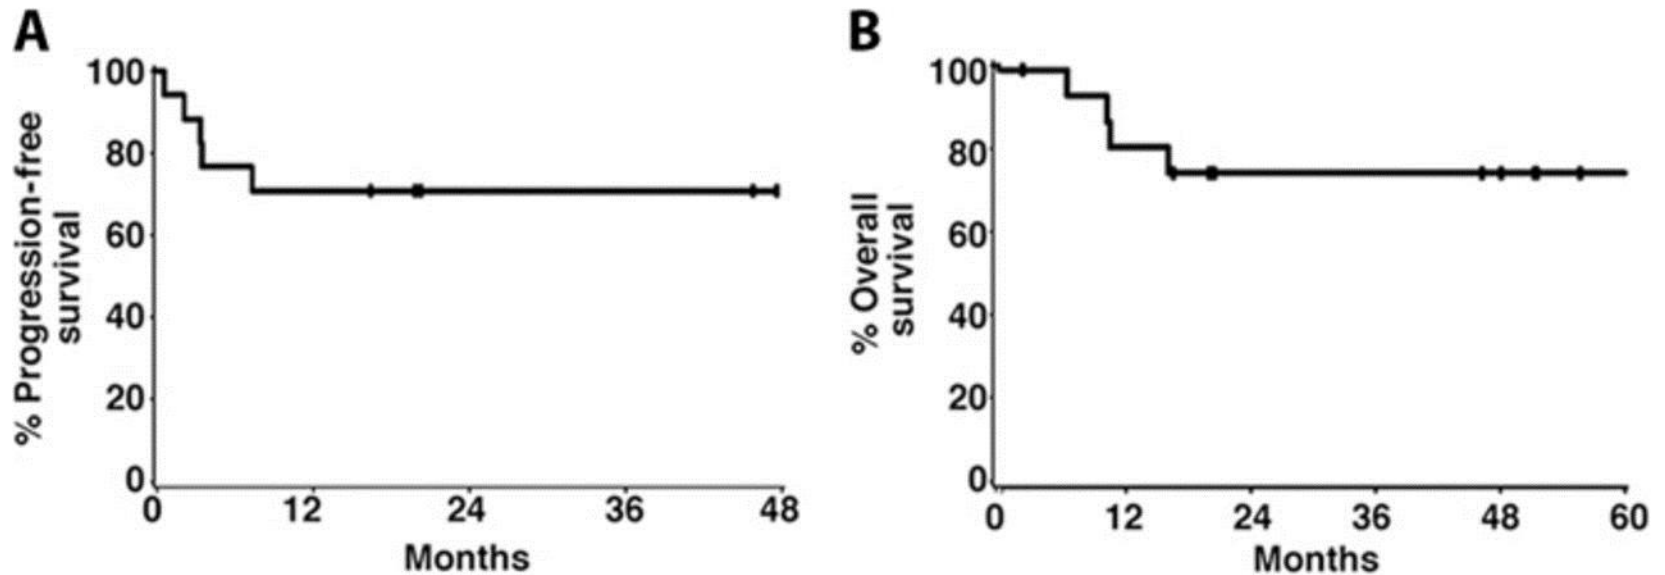 A
% Progression-free
survival
100
80
60
40
20
0
0 12 24 36 48
Months
B
% Overall
survival
100
80
60
40
20
0
0 12 24 36 48 60
Months